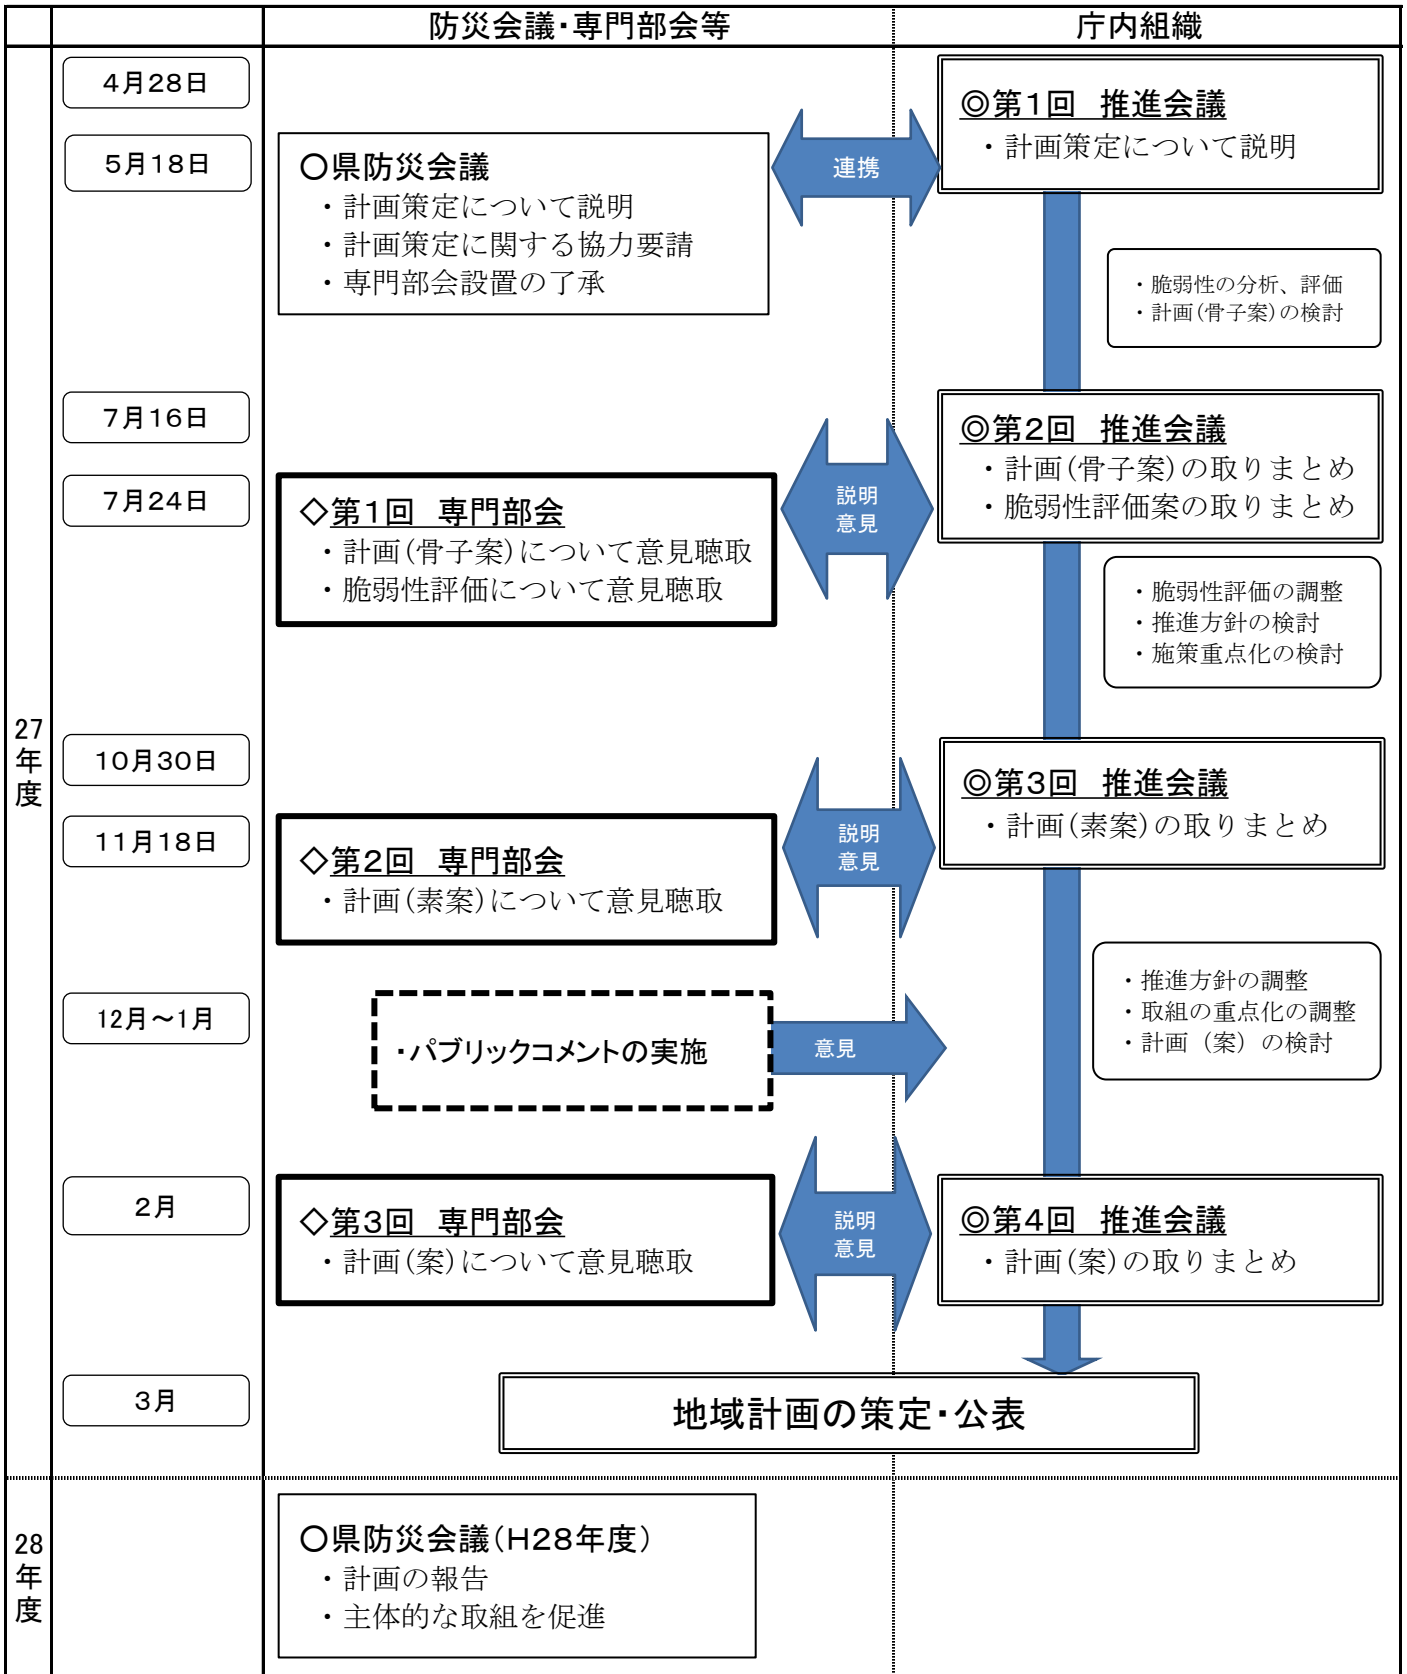 防災会議・専門部会等
庁内組織
27年度
4月28日
◎第1回　推進会議
・計画策定について説明
5月18日
〇県防災会議
・計画策定について説明
・計画策定に関する協力要請
・専門部会設置の了承
連携
・脆弱性の分析、評価
・計画(骨子案)の検討
7月16日
◎第2回　推進会議
・計画(骨子案)の取りまとめ
・脆弱性評価案の取りまとめ
7月24日
◇第1回　専門部会
・計画(骨子案)について意見聴取
・脆弱性評価について意見聴取
説明
意見
・脆弱性評価の調整
・推進方針の検討
・施策重点化の検討
10月30日
◎第3回　推進会議
・計画(素案)の取りまとめ
11月18日
◇第2回　専門部会
・計画(素案)について意見聴取
説明
意見
・推進方針の調整
・取組の重点化の調整
・計画（案）の検討
12月～1月
・パブリックコメントの実施
意見
2月
◇第3回　専門部会
・計画(案)について意見聴取
説明
意見
◎第4回　推進会議
・計画(案)の取りまとめ
3月
地域計画の策定・公表
28年度
〇県防災会議(H28年度)
・計画の報告
・主体的な取組を促進